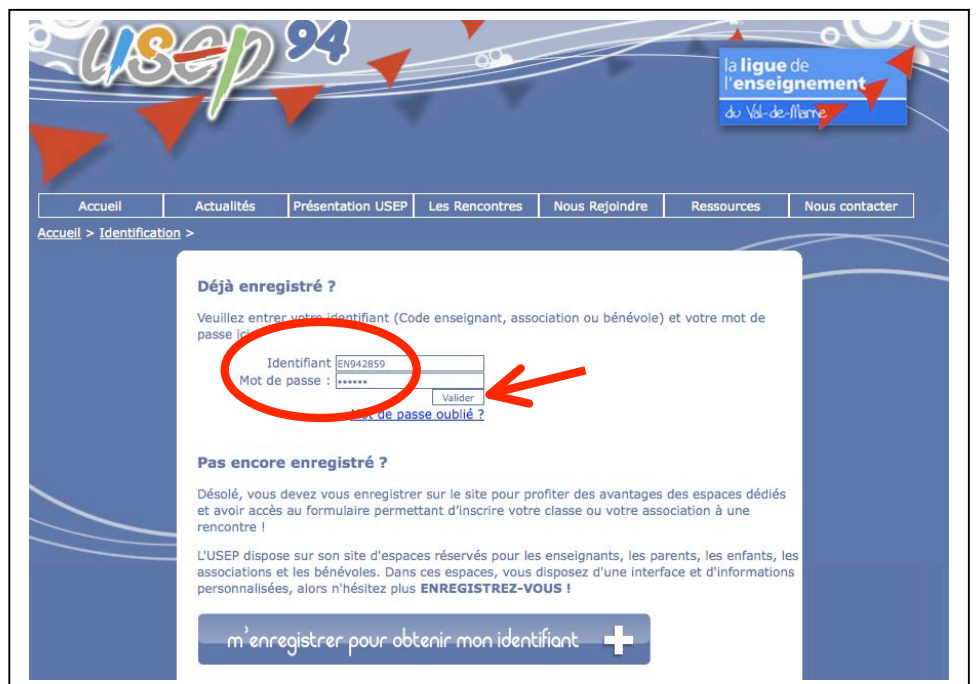 usep 94
la ligue de
l'enseignement
du Val-de-Marne
Accueil Actualités Présentation USEP Les Rencontres Nous Rejoindre Ressources Nous contacter
Accueil > Identification >
Déjà enregistré ?
Veuillez entrer votre identifiant (Code enseignant, association ou bénévole) et votre mot de
passe ici
Identifiant EN942859
Mot de passe : ••••••
Valider
Mot de passe oublié ?
Pas encore enregistré ?
Désolé, vous devez vous enregistrer sur le site pour profiter des avantages des espaces dédiés
et avoir accès au formulaire permettant d'inscrire votre classe ou votre association à une
rencontre !
L'USEP dispose sur son site d'espaces réservés pour les enseignants, les parents, les enfants, les
associations et les bénévoles. Dans ces espaces, vous disposez d'une interface et d'informations
personnalisées, alors n'hésitez plus ENREGISTREZ-VOUS !
m'enregistrer pour obtenir mon identifiant +